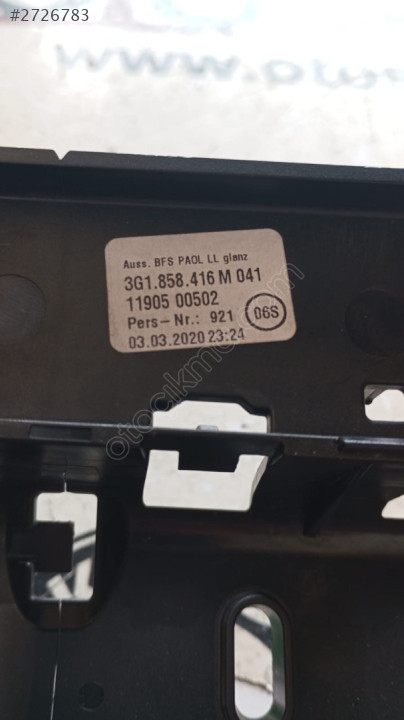 #2726783
Auss. BFS PAOL LL glanz
3G1.858.416 M 041
11905 00502
Pers-Nr.: 921 06S
03.03.2020 23:24